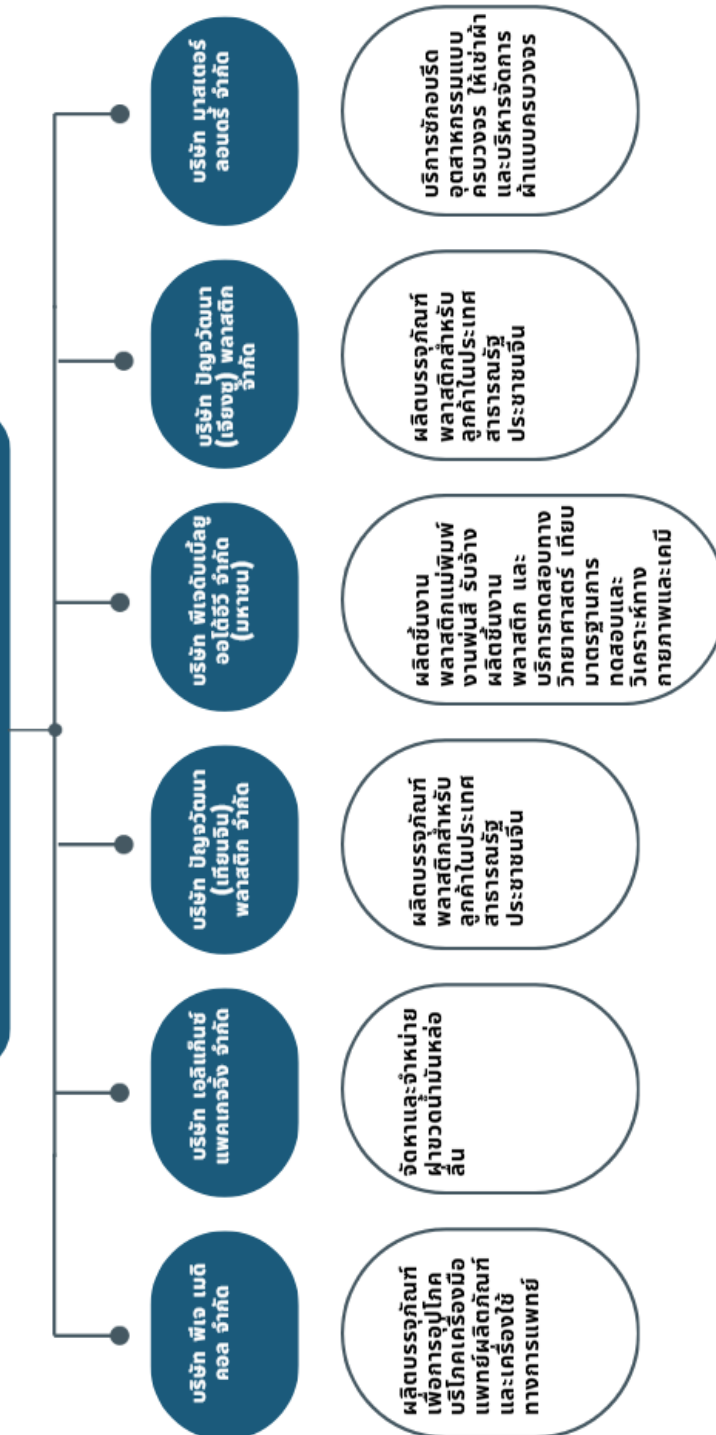 บริษัท พีเจ เมดิ
คอล จำกัด
ผลิตบรรจุภัณฑ์
เพื่อการอุปโภค
บริโภคเครื่องมือ
แพทย์ผลิตภัณฑ์
และเครื่องใช้
ทางการแพทย์
บริษัท เอลิแก็นซ์
แพคเกจจิ้ง จำกัด
จัดหาและจำหน่าย
ฝาขวดน้ำมันหล่อ
ลื่น
บริษัท ปัญจวัฒนา
(เทียนจิน)
พลาสติก จำกัด
ผลิตบรรจุภัณฑ์
พลาสติกสำหรับ
ลูกค้าในประเทศ
สาธารณรัฐ
ประชาชนจีน
บริษัท พีเจดับเบิ้ลยู
ออโต้อีวี จำกัด
(มหาชน)
ผลิตชิ้นงาน
พลาสติกแม่พิมพ์
งานพ่นสี รับจ้าง
ผลิตชิ้นงาน
พลาสติก และ
บริการทดสอบทาง
วิทยาศาสตร์ เทียบ
มาตรฐานการ
ทดสอบและ
วิเคราะห์ทาง
กายภาพและเคมี
บริษัท ปัญจวัฒนา
(เจียงซู) พลาสติก
จำกัด
ผลิตบรรจุภัณฑ์
พลาสติกสำหรับ
ลูกค้าในประเทศ
สาธารณรัฐ
ประชาชนจีน
บริษัท มาสเตอร์
ลอนดรี้ จำกัด
บริการซักอบรีด
อุตสาหกรรมแบบ
ครบวงจร ให้เช่าผ้า
และบริหารจัดการ
ผ้าแบบครบวงจร